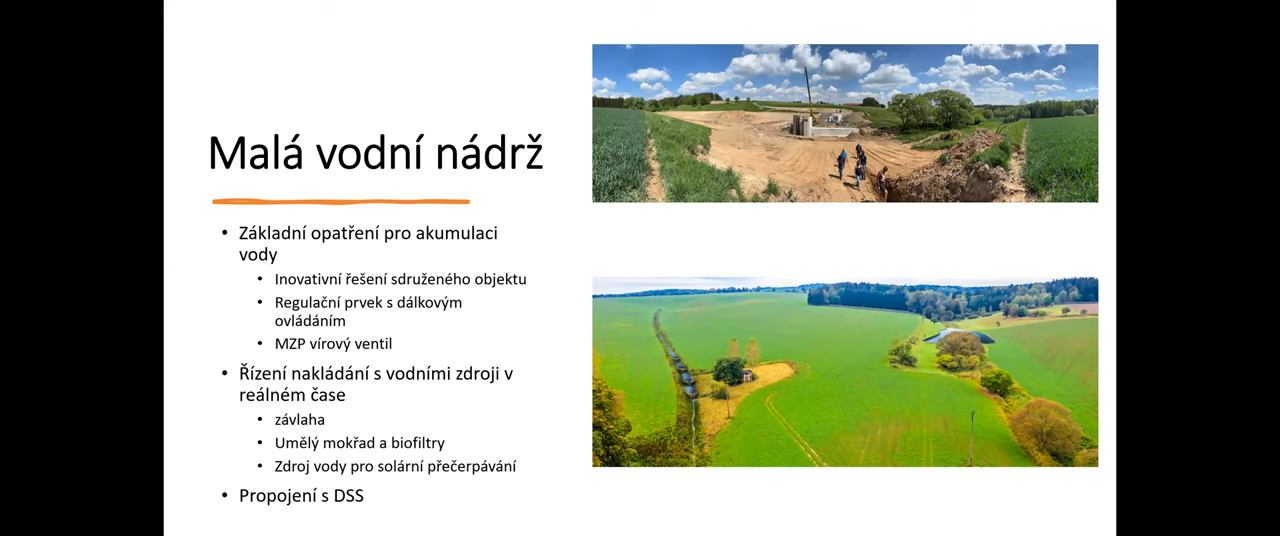 Malá vodní nádrž
• Základní opatření pro akumulaci
vody
• Inovativní řešení sdruženého objektu
• Regulační prvek s dálkovým
ovládáním
• MZP vírový ventil
• Řízení nakládání s vodními zdroji v
reálném čase
• závlaha
• Umělý mokřad a biofiltry
• Zdroj vody pro solární přečerpávání
• Propojení s DSS